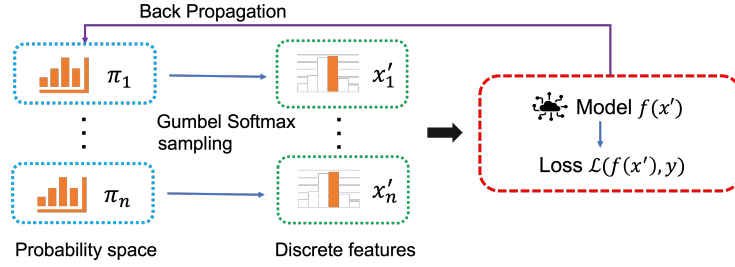 Back Propagation
π₁
x′₁
Gumbel Softmax
sampling
Model f(x′)
Loss ℒ(f(x′), y)
πₙ
x′ₙ
Probability space
Discrete features